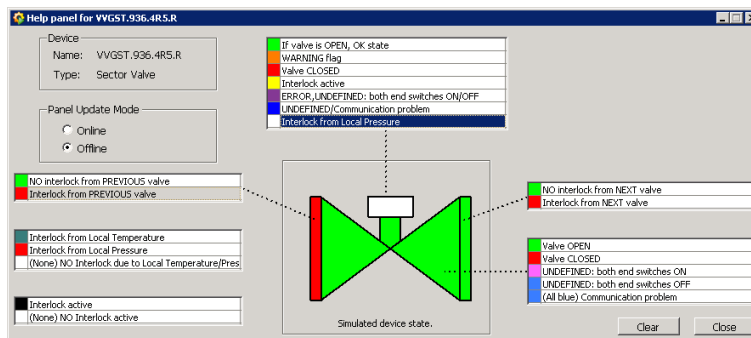 Help panel for VVGST.936.4R5.R
Device
Name: VVGST.936.4R5.R
Type: Sector Valve
Panel Update Mode
Online
Offline
If valve is OPEN, OK state
WARNING flag
Valve CLOSED
Interlock active
ERROR,UNDEFINED: both end switches ON/OFF
UNDEFINED/Communication problem
Interlock from Local Pressure
NO interlock from PREVIOUS valve
Interlock from PREVIOUS valve
NO interlock from NEXT valve
Interlock from NEXT valve
Interlock from Local Temperature
Interlock from Local Pressure
(None) NO Interlock due to Local Temperature/Pres
Valve OPEN
Valve CLOSED
UNDEFINED: both end switches ON
UNDEFINED: both end switches OFF
(All blue) Communication problem
Interlock active
(None) NO Interlock active
Simulated device state.
Clear
Close